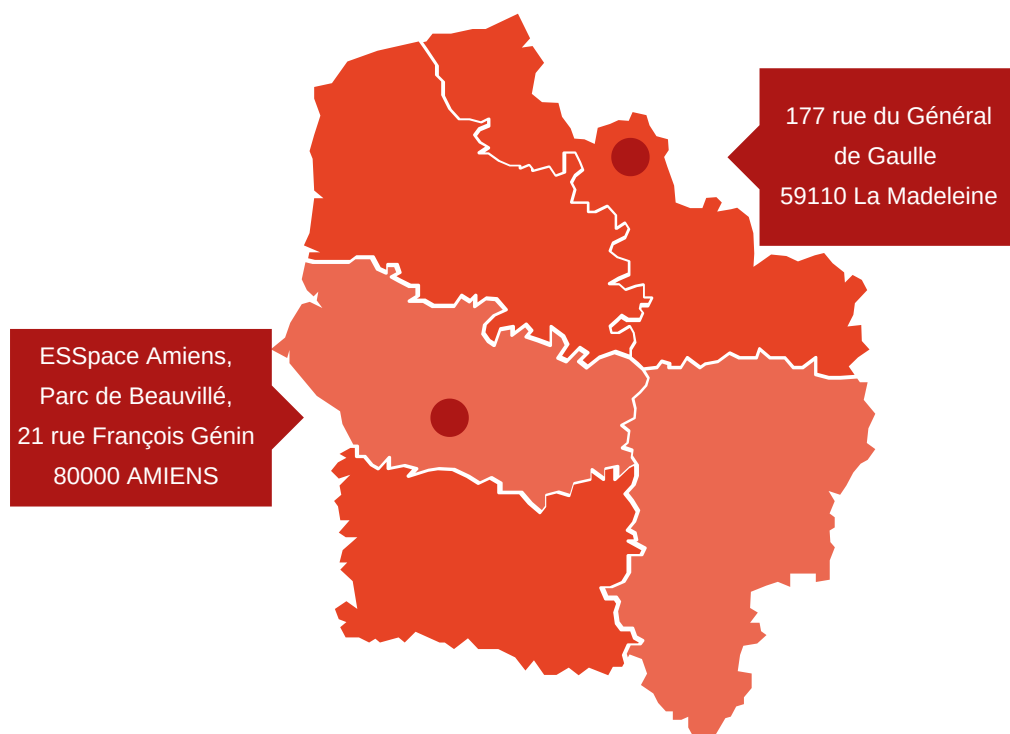 177 rue du Général
de Gaulle
59110 La Madeleine
ESSpace Amiens,
Parc de Beauvillé,
21 rue François Génin
80000 AMIENS